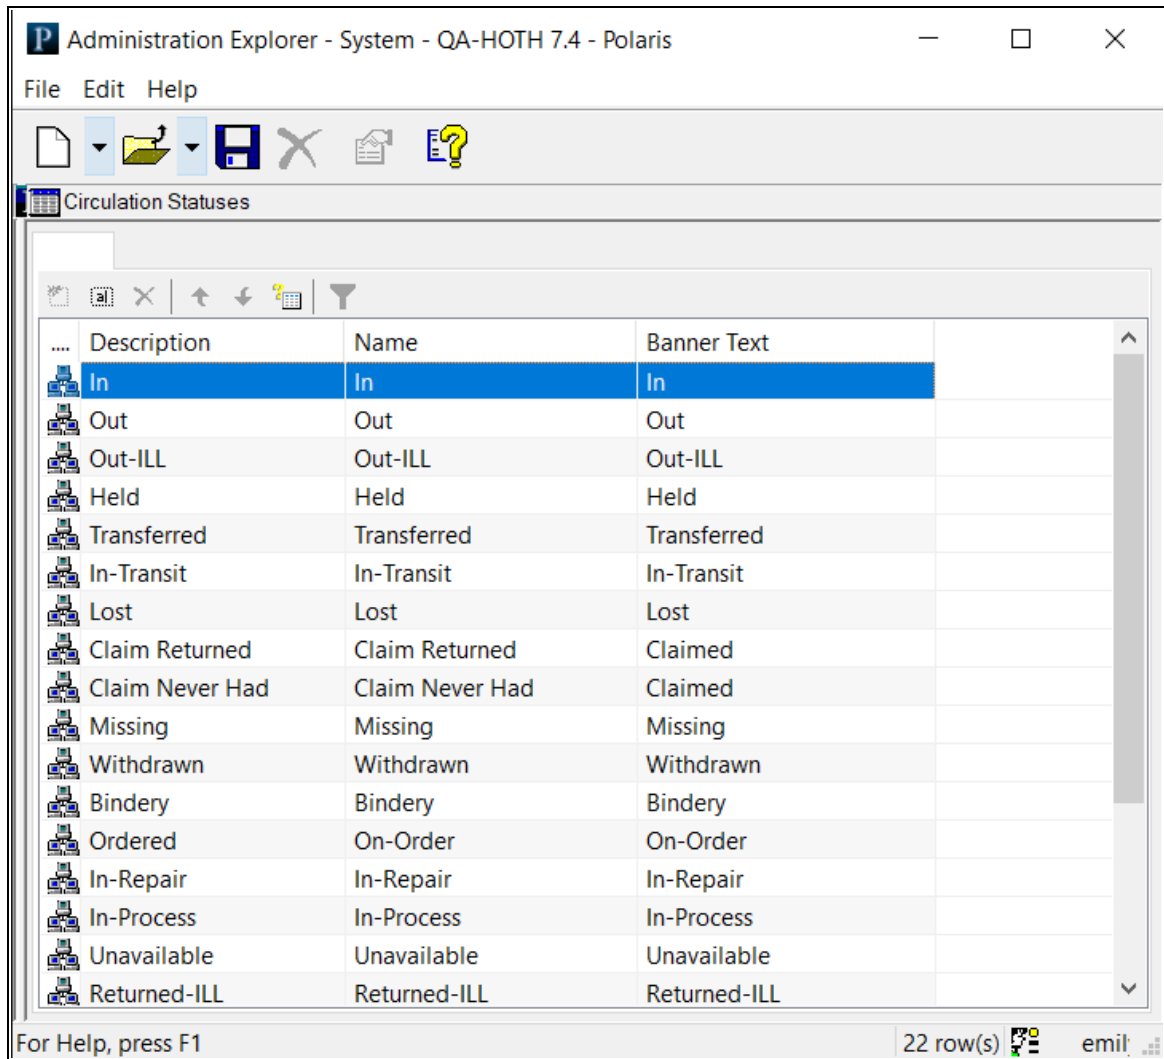 P Administration Explorer - System - QA-HOTH 7.4 - Polaris
File Edit Help
Circulation Statuses
.... Description Name Banner Text
In In In
Out Out Out
Out-ILL Out-ILL Out-ILL
Held Held Held
Transferred Transferred Transferred
In-Transit In-Transit In-Transit
Lost Lost Lost
Claim Returned Claim Returned Claimed
Claim Never Had Claim Never Had Claimed
Missing Missing Missing
Withdrawn Withdrawn Withdrawn
Bindery Bindery Bindery
Ordered On-Order On-Order
In-Repair In-Repair In-Repair
In-Process In-Process In-Process
Unavailable Unavailable Unavailable
Returned-ILL Returned-ILL Returned-ILL
For Help, press F1 22 row(s)